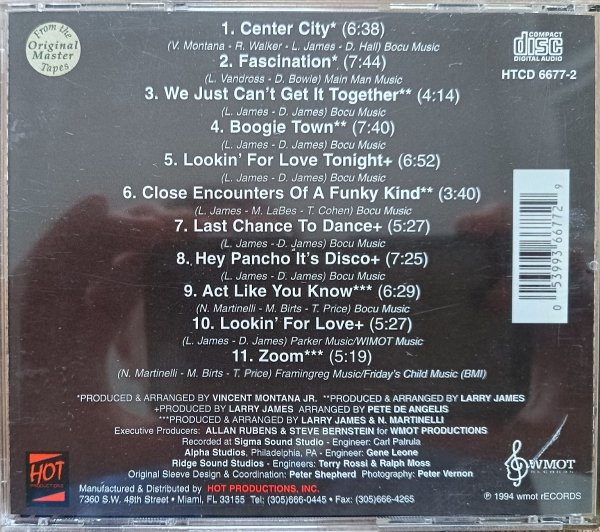 From the
Original
Master
Tapes
COMPACT
disc
DIGITAL AUDIO
HTCD 6677-2
1. Center City* (6:38)
(V. Montana - R. Walker - L. James - D. Hall) Bocu Music
2. Fascination* (7:44)
(L. Vandross - D. Bowie) Main Man Music
3. We Just Can't Get It Together** (4:14)
(L. James - D. James) Bocu Music
4. Boogie Town** (7:40)
(L. James - D. James) Bocu Music
5. Lookin' For Love Tonight+ (6:52)
(L. James - D. James) Bocu Music
6. Close Encounters Of A Funky Kind** (3:40)
(L. James - M. LaBes - T. Cohen) Bocu Music
7. Last Chance To Dance+ (5:27)
(L. James - D. James) Bocu Music
8. Hey Pancho It's Disco+ (7:25)
(L. James - D. James) Bocu Music
9. Act Like You Know*** (6:29)
(N. Martinelli - M. Birts - T. Price) Bocu Music
10. Lookin' For Love+ (5:27)
(L. James - D. James) Parker Music/WIMOT Music
11. Zoom*** (5:19)
(N. Martinelli - M. Birts - T. Price) Framingreg Music/Friday's Child Music (BMI)
0 53993 66772 9
*PRODUCED & ARRANGED BY VINCENT MONTANA JR. **PRODUCED & ARRANGED BY LARRY JAMES
+PRODUCED BY LARRY JAMES ARRANGED BY PETE DE ANGELIS
***PRODUCED & ARRANGED BY LARRY JAMES & N. MARTINELLI
Executive Producers: ALLAN RUBENS & STEVE BERNSTEIN for WMOT PRODUCTIONS
Recorded at Sigma Sound Studio - Engineer: Carl Patrula
Alpha Studios, Philadelphia, PA - Engineer: Gene Leone
Ridge Sound Studios - Engineers: Terry Rossi & Ralph Moss
Original Sleeve Design & Coordination: Peter Shepherd Photography: Peter Vernon
HOT
PRODUCTIONS
Manufactured & Distributed by HOT PRODUCTIONS, INC.
7360 S.W. 48th Street • Miami, FL 33155 Tel: (305)666-0445 • Fax: (305)666-4265
WMOT
RECORDS
℗ 1994 wmot rECORDS